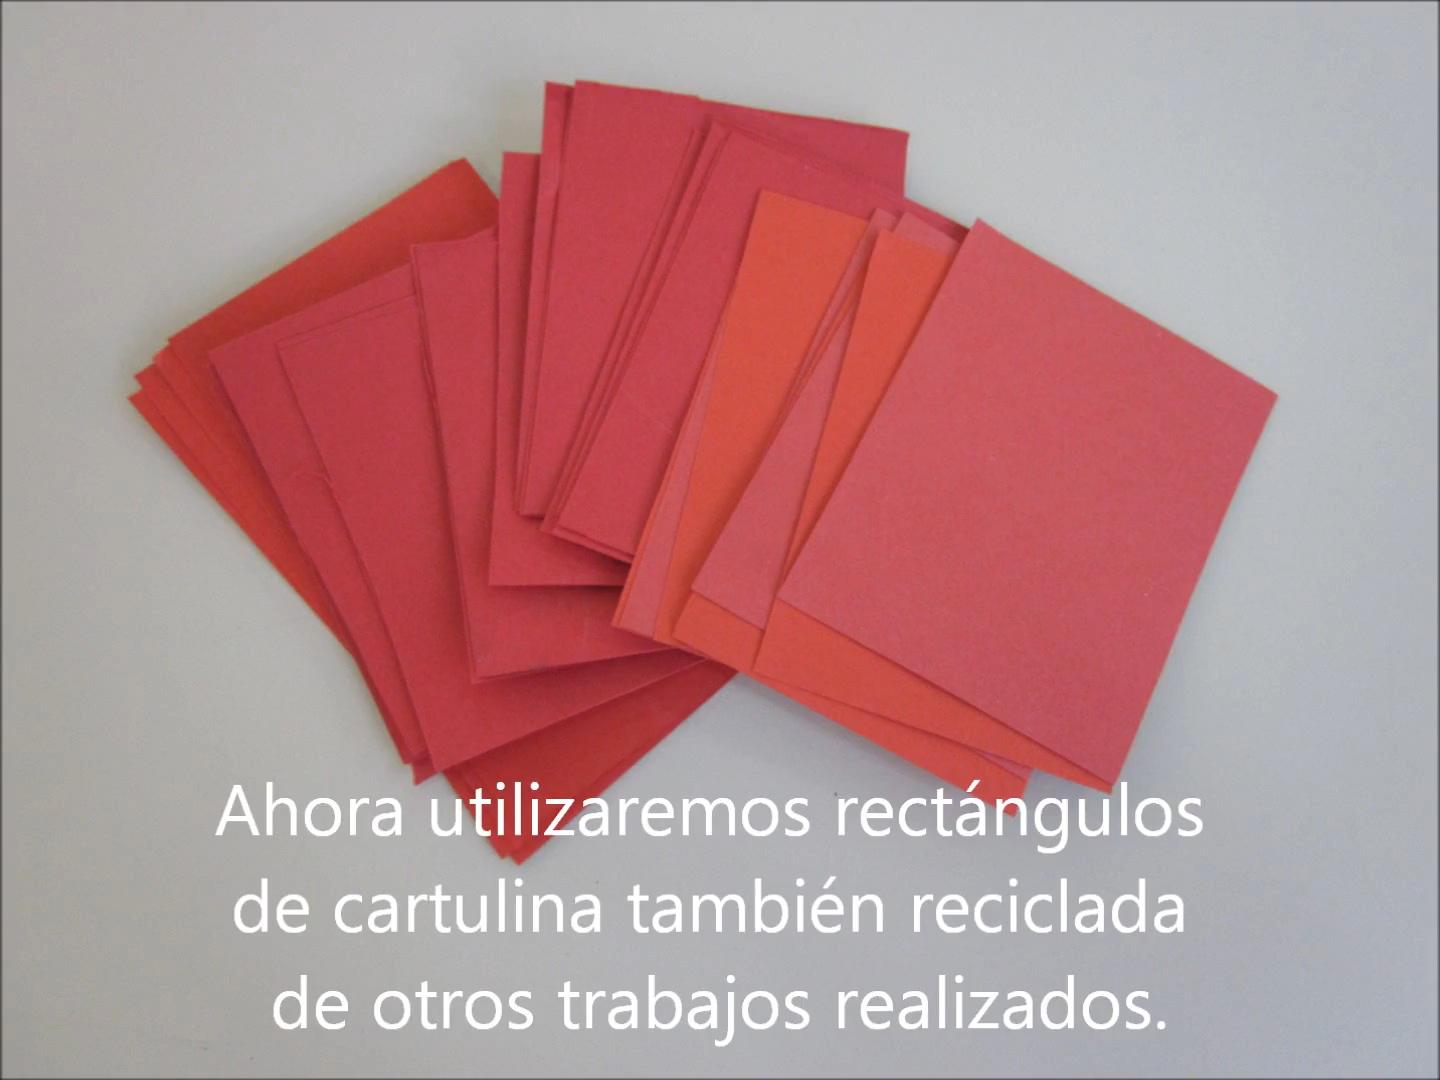 Ahora utilizaremos rectángulos
de cartulina también reciclada
de otros trabajos realizados.